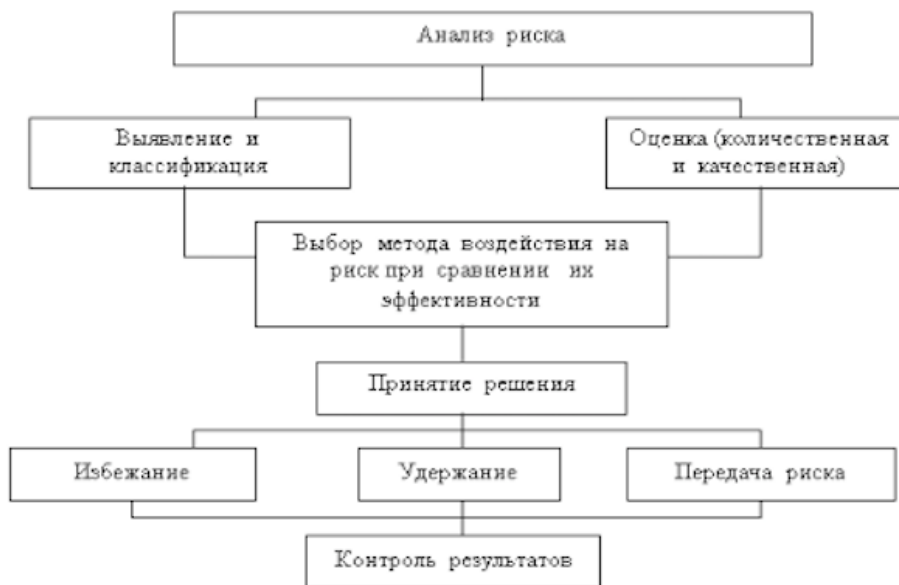 Анализ риска
Выявление и
классификация
Оценка (количественная
и качественная)
Выбор метода воздействия на
риск при сравнении их
эффективности
Принятие решения
Избежание
Удержание
Передача риска
Контроль результатов